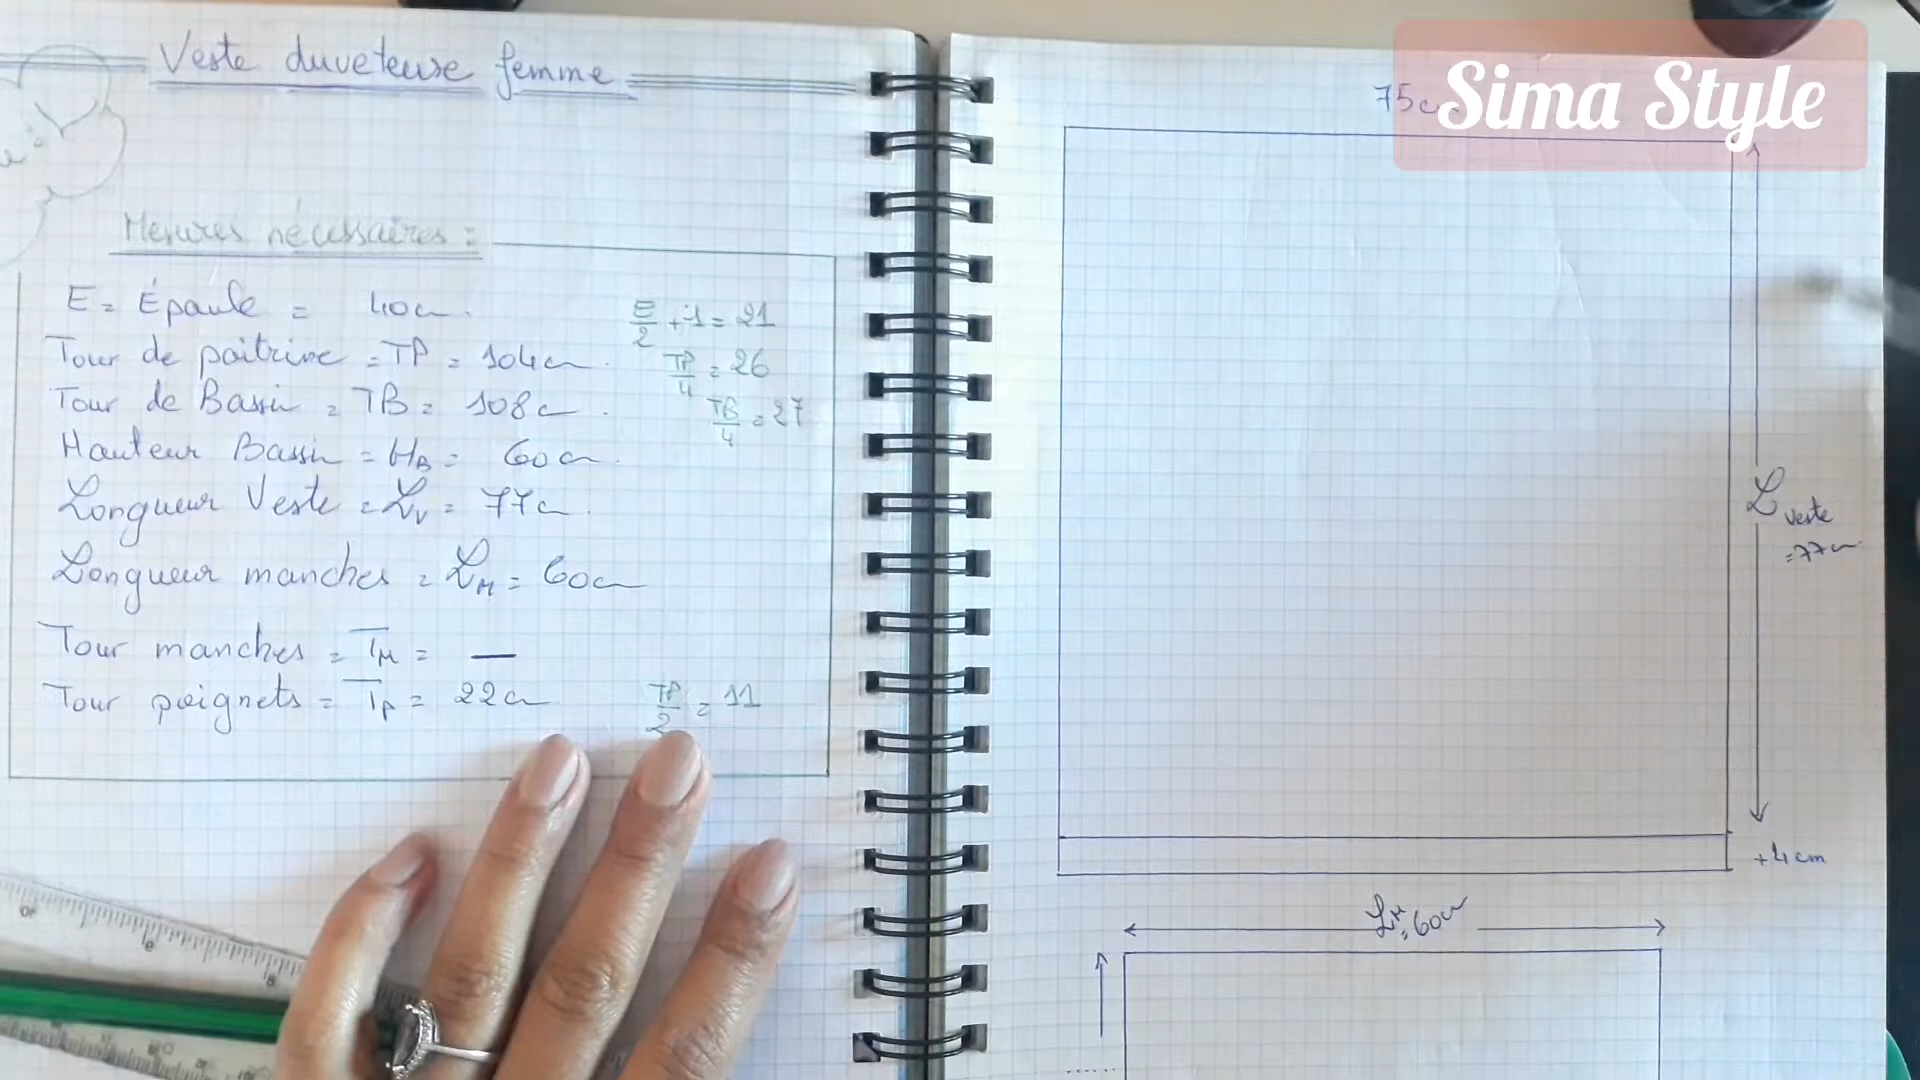 Veste duveteuse femme
Mesures nécessaires :
E = Épaule = 40cm.
E/2 + 1 = 21
Tour de poitrine = TP = 104cm.
TP/4 = 26
Tour de Bassin = TB = 108cm.
TB/4 = 27
Hauteur Bassin = HB = 60cm.
Longueur Veste = LV = 77cm.
Longueur manches = LM = 60cm
Tour manches = TM = —
Tour poignets = TP = 22cm
TP/2 = 11
75c
Sima Style
L veste
= 77cm
+4cm
LM = 60cm